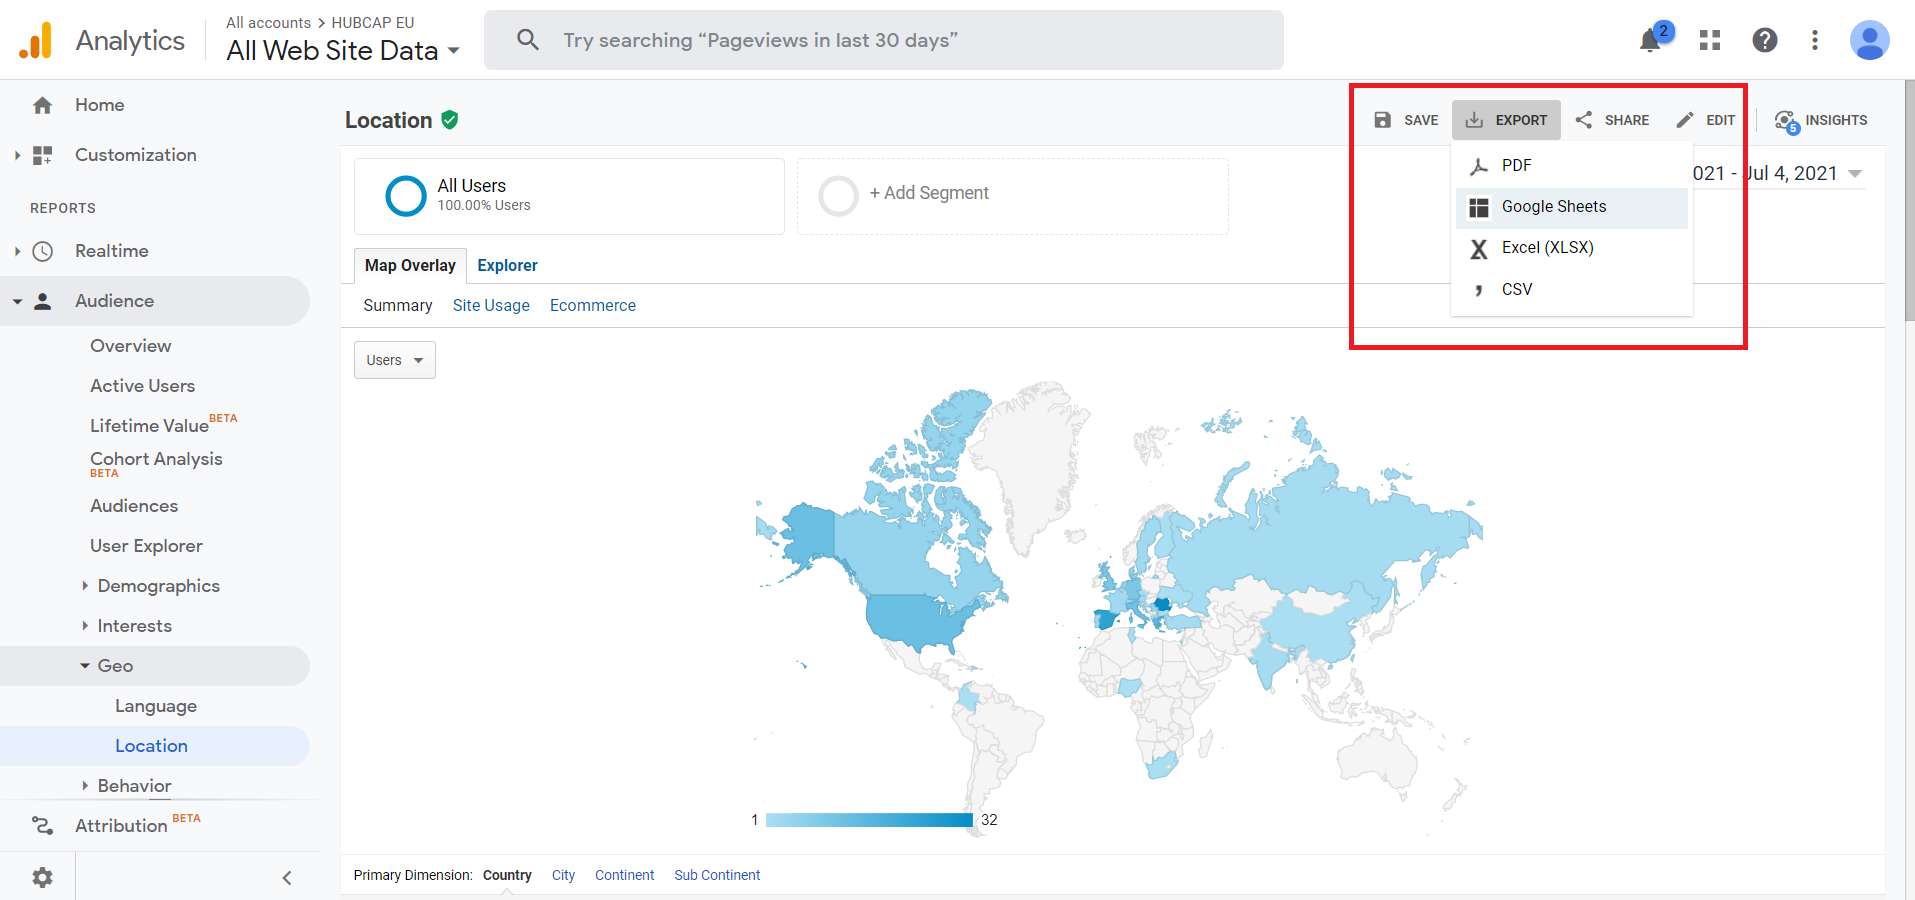 Analytics
All accounts > HUBCAP EU
All Web Site Data
Try searching “Pageviews in last 30 days”
2
Home
Customization
REPORTS
Realtime
Audience
Overview
Active Users
Lifetime Value BETA
Cohort Analysis
BETA
Audiences
User Explorer
Demographics
Interests
Geo
Language
Location
Behavior
Attribution BETA
Location
SAVE
EXPORT
SHARE
EDIT
5
INSIGHTS
PDF
Google Sheets
Excel (XLSX)
CSV
021 - Jul 4, 2021
All Users
100.00% Users
+ Add Segment
Map Overlay
Explorer
Summary
Site Usage
Ecommerce
Users
1
32
Primary Dimension: Country City Continent Sub Continent